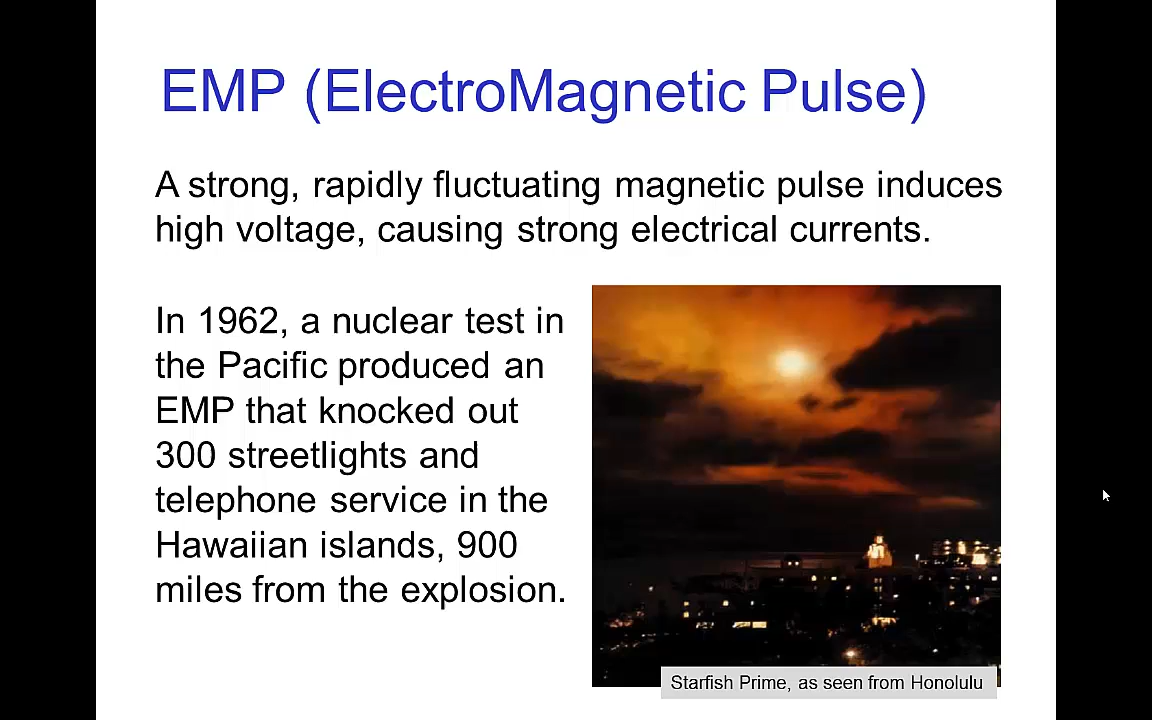 EMP (ElectroMagnetic Pulse)
A strong, rapidly fluctuating magnetic pulse induces
high voltage, causing strong electrical currents.
In 1962, a nuclear test in
the Pacific produced an
EMP that knocked out
300 streetlights and
telephone service in the
Hawaiian islands, 900
miles from the explosion.
Starfish Prime, as seen from Honolulu